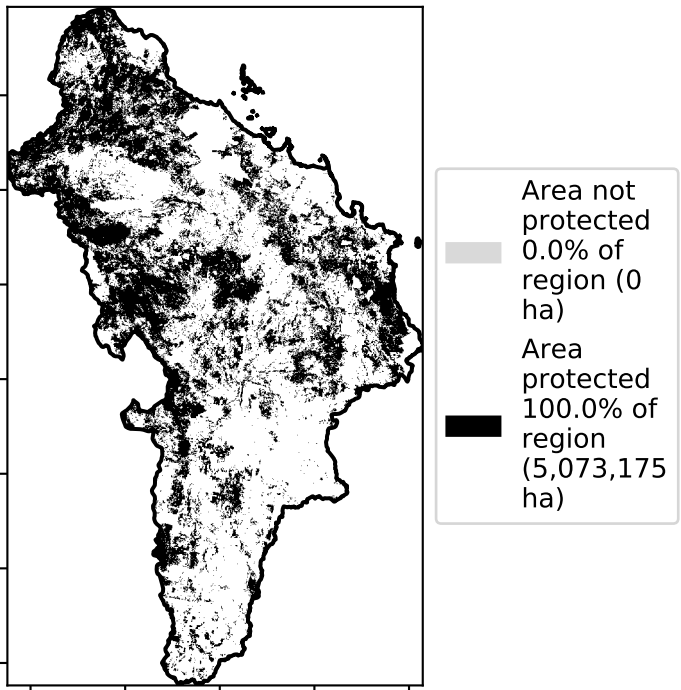 Area not
protected
0.0% of
region (0
ha)
Area
protected
100.0% of
region
(5,073,175
ha)